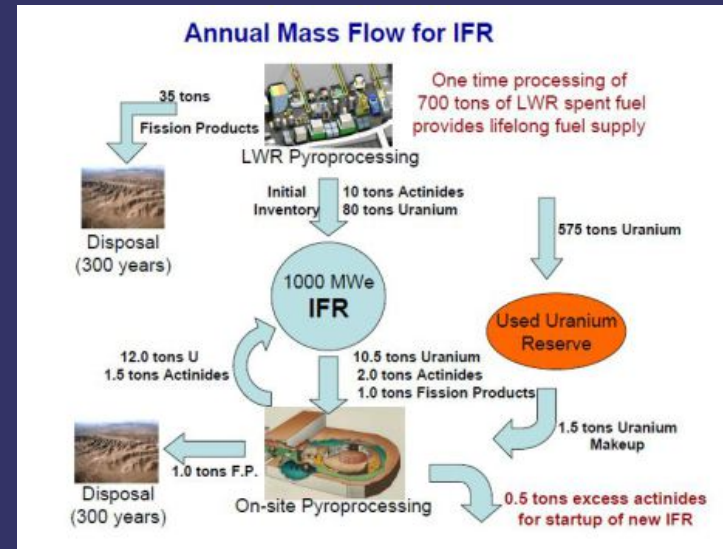 Annual Mass Flow for IFR
35 tons
Fission Products
LWR Pyroprocessing
One time processing of
700 tons of LWR spent fuel
provides lifelong fuel supply
Disposal
(300 years)
Initial
Inventory
10 tons Actinides
80 tons Uranium
575 tons Uranium
1000 MWe
IFR
Used Uranium
Reserve
12.0 tons U
1.5 tons Actinides
10.5 tons Uranium
2.0 tons Actinides
1.0 tons Fission Products
1.5 tons Uranium
Makeup
1.0 tons F.P.
Disposal
(300 years)
On-site Pyroprocessing
0.5 tons excess actinides
for startup of new IFR